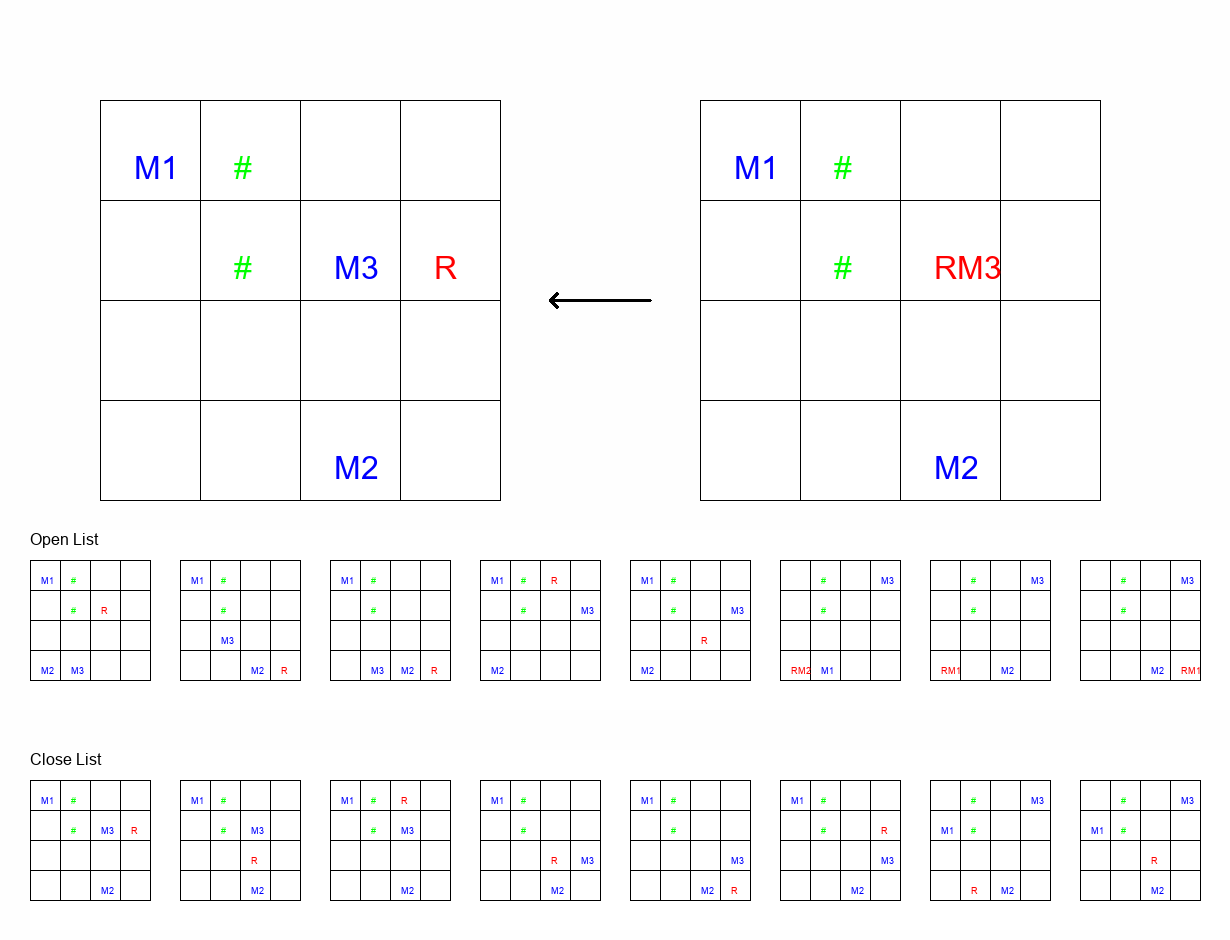 M1 # M1 #
# M3 R # RM3
M2 M2
Open List
M1 # M1 # M1 # M1 # R M1 # # M3 # M3 # M3
# R # # # M3 # M3 # # #
M3 R
M2 M3 M2 R M3 M2 R M2 M2 RM2 M1 RM1 M2 M2 RM1
Close List
M1 # M1 # M1 # R M1 # M1 # M1 # # M3 # M3
# M3 R # M3 # M3 # # # R M1 # M1 #
R R M3 M3 M3 R
M2 M2 M2 M2 M2 R M2 R M2 M2